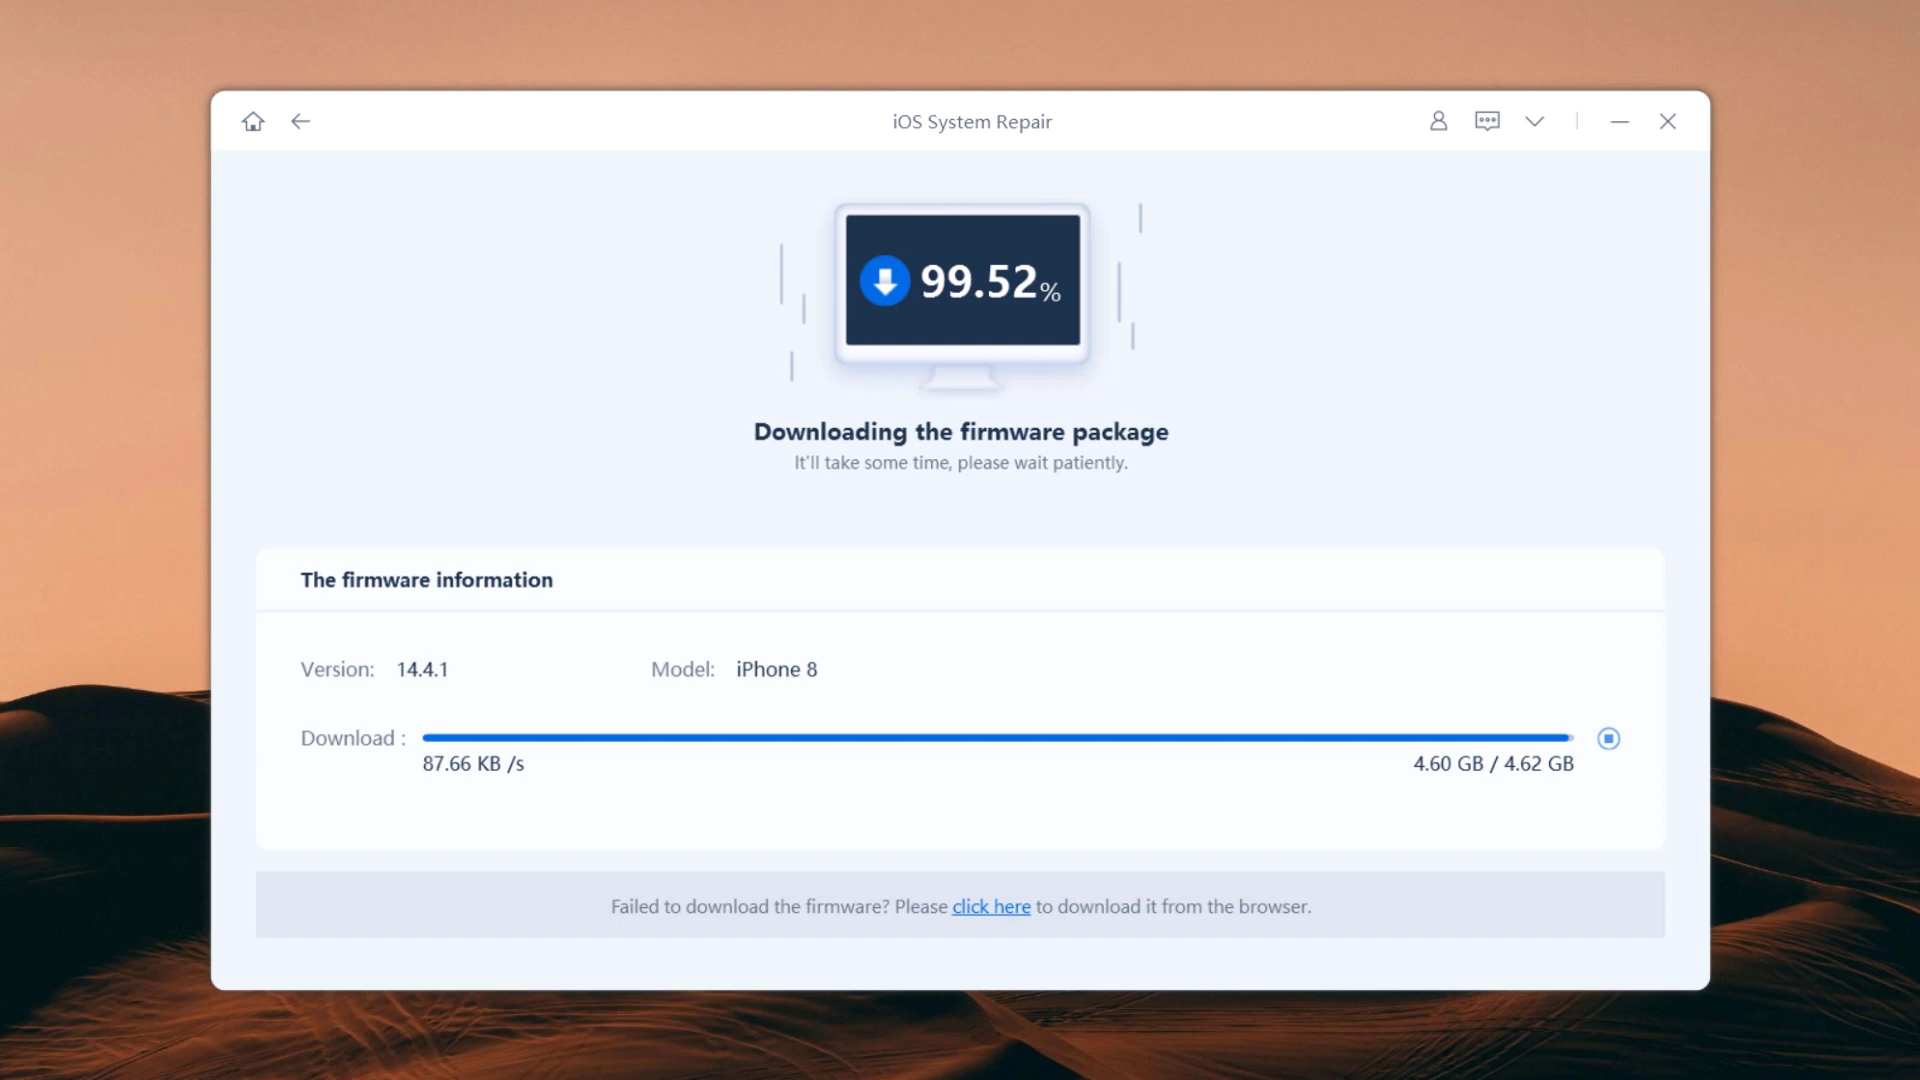 iOS System Repair
99.52%
Downloading the firmware package
It'll take some time, please wait patiently.
The firmware information
Version: 14.4.1 Model: iPhone 8
Download :
87.66 KB /s 4.60 GB / 4.62 GB
Failed to download the firmware? Please click here to download it from the browser.